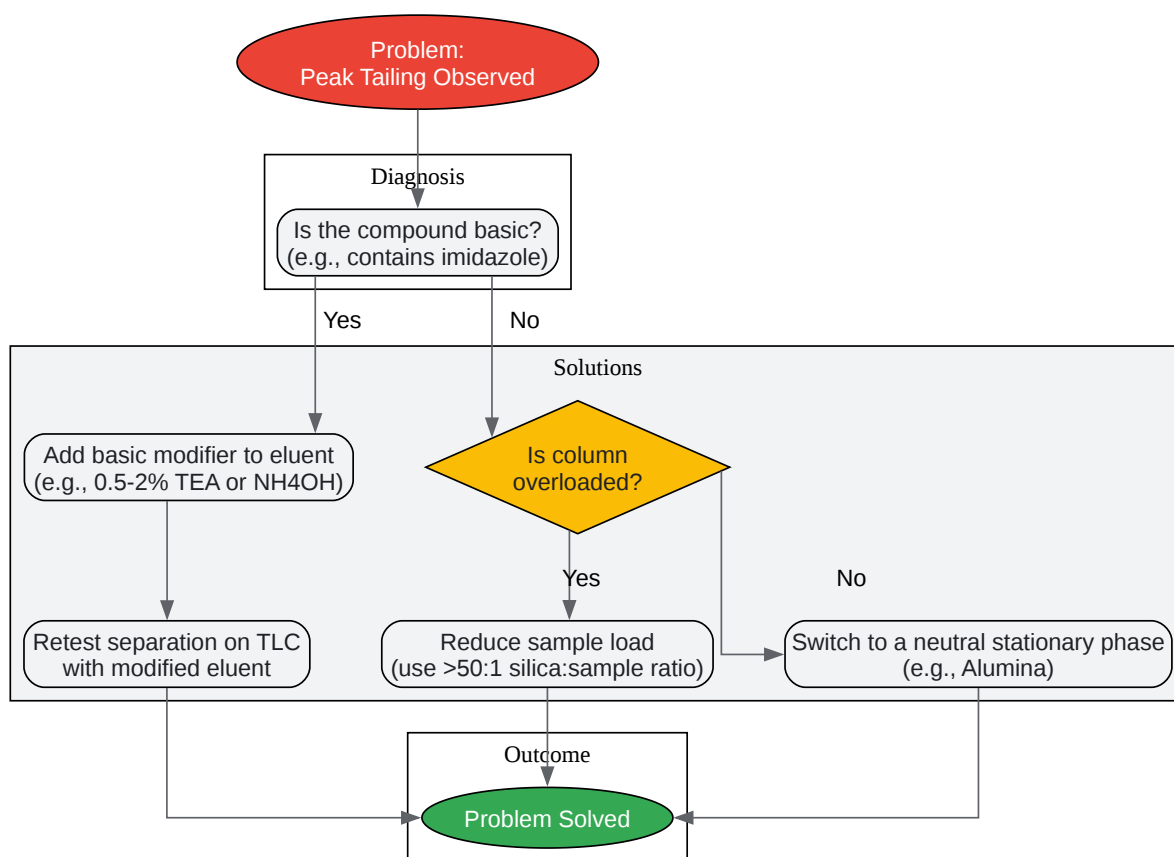 Problem:
Peak Tailing Observed
Diagnosis
Is the compound basic?
(e.g., contains imidazole)
Yes
No
Solutions
Add basic modifier to eluent
(e.g., 0.5-2% TEA or NH4OH)
Is column
overloaded?
Yes
No
Retest separation on TLC
with modified eluent
Reduce sample load
(use >50:1 silica:sample ratio)
Switch to a neutral stationary phase
(e.g., Alumina)
Outcome
Problem Solved